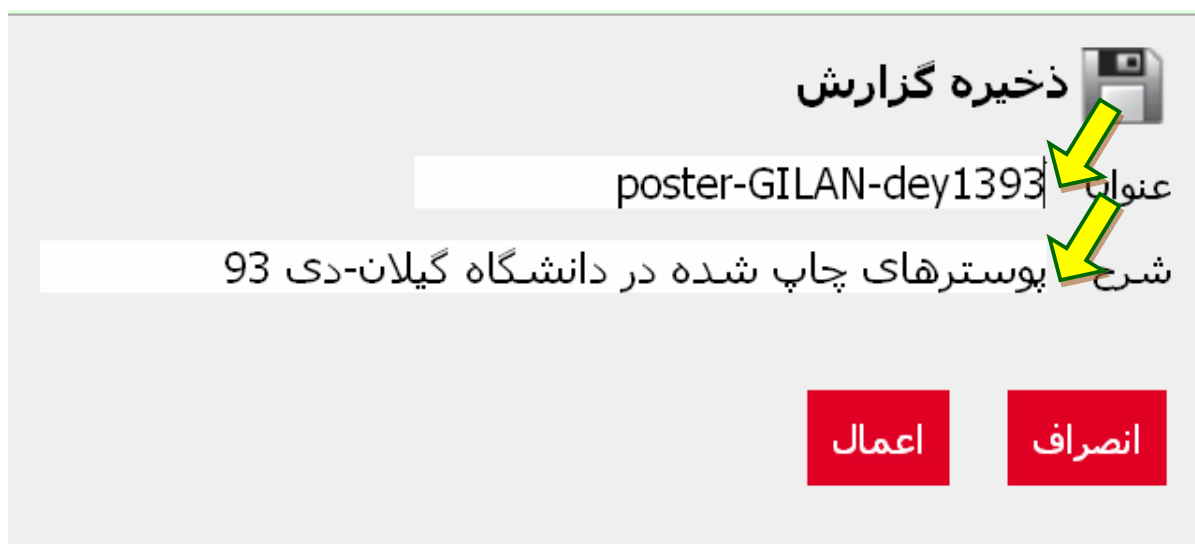 ذخیره گزارش
عنوان poster-GILAN-dey1393
شرح پوسترهای چاپ شده در دانشگاه گیلان-دی 93
انصراف اعمال